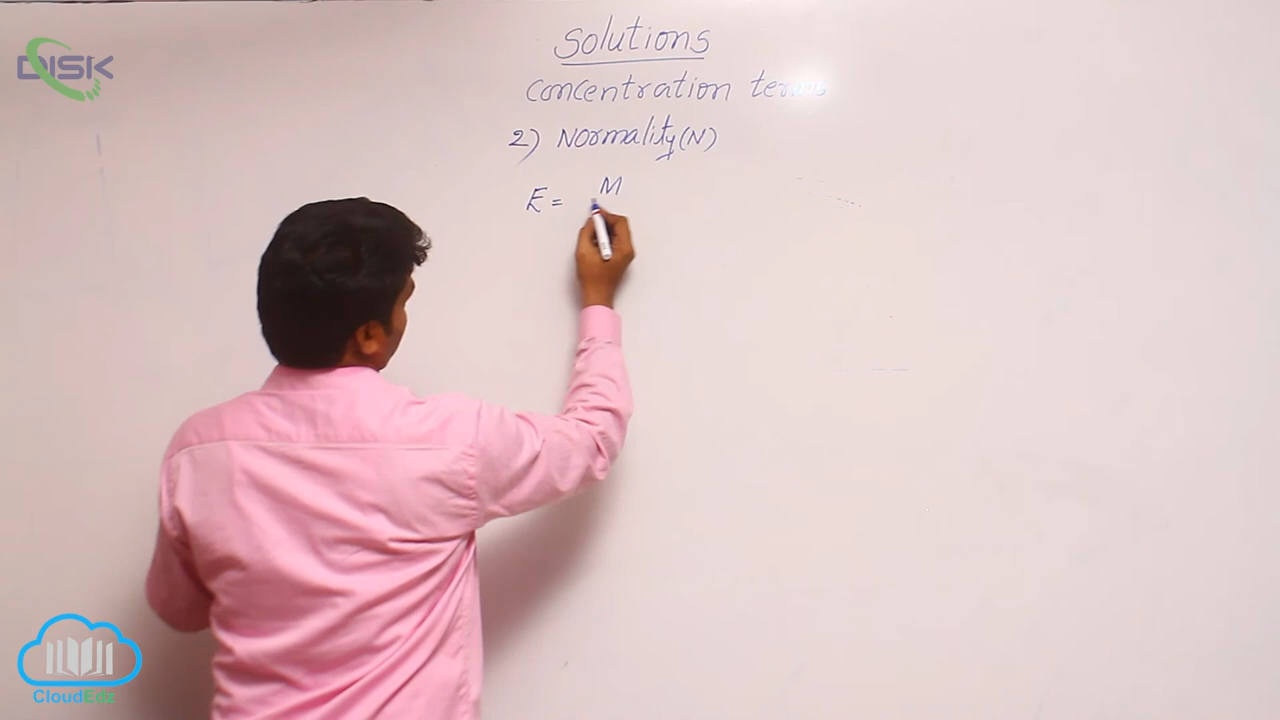 DISK
Solutions
Concentration terms
2) Normality(N)
E = M
CloudEdz